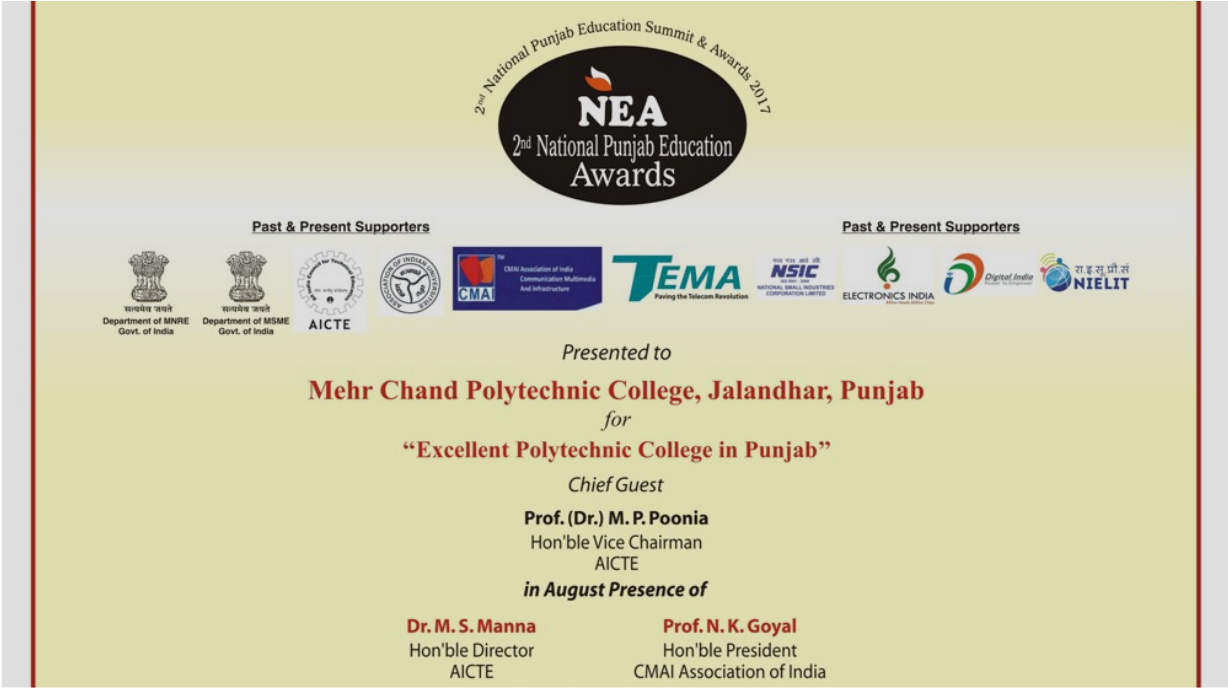 2nd National Punjab Education Summit & Awards 2017
NEA
2nd National Punjab Education
Awards
Past & Present Supporters
Past & Present Supporters
सत्यमेव जयते
Department of MNRE
Govt. of India
सत्यमेव जयते
Department of MSME
Govt. of India
AICTE
ASSOCIATION OF INDIAN UNIVERSITIES
TM
CMAI
CMAI Association of India
Communication Multimedia
And Infrastructure
TEMA
Paving the Telecom Revolution
NSIC
NATIONAL SMALL INDUSTRIES
CORPORATION LIMITED
ELECTRONICS INDIA
Digital India
Power To Empower
रा.इ.सू.प्रौ.सं
NIELIT
Presented to
Mehr Chand Polytechnic College, Jalandhar, Punjab
for
“Excellent Polytechnic College in Punjab”
Chief Guest
Prof. (Dr.) M. P. Poonia
Hon'ble Vice Chairman
AICTE
in August Presence of
Dr. M. S. Manna
Hon'ble Director
AICTE
Prof. N. K. Goyal
Hon'ble President
CMAI Association of India